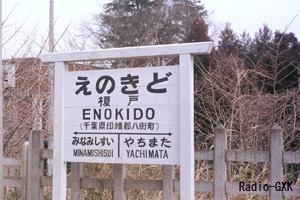 えのきど
榎戸
ENOKIDO
(千葉県印旛郡八街町)
みなみしすい やちまた
MINAMISHISUI YACHIMATA
Radio-GXK